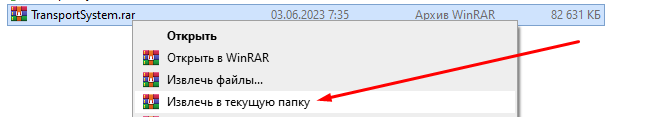 TransportSystem.rar 03.06.2023 7:35 Архив WinRAR 82 631 КБ
Открыть
Открыть в WinRAR
Извлечь файлы...
Извлечь в текущую папку